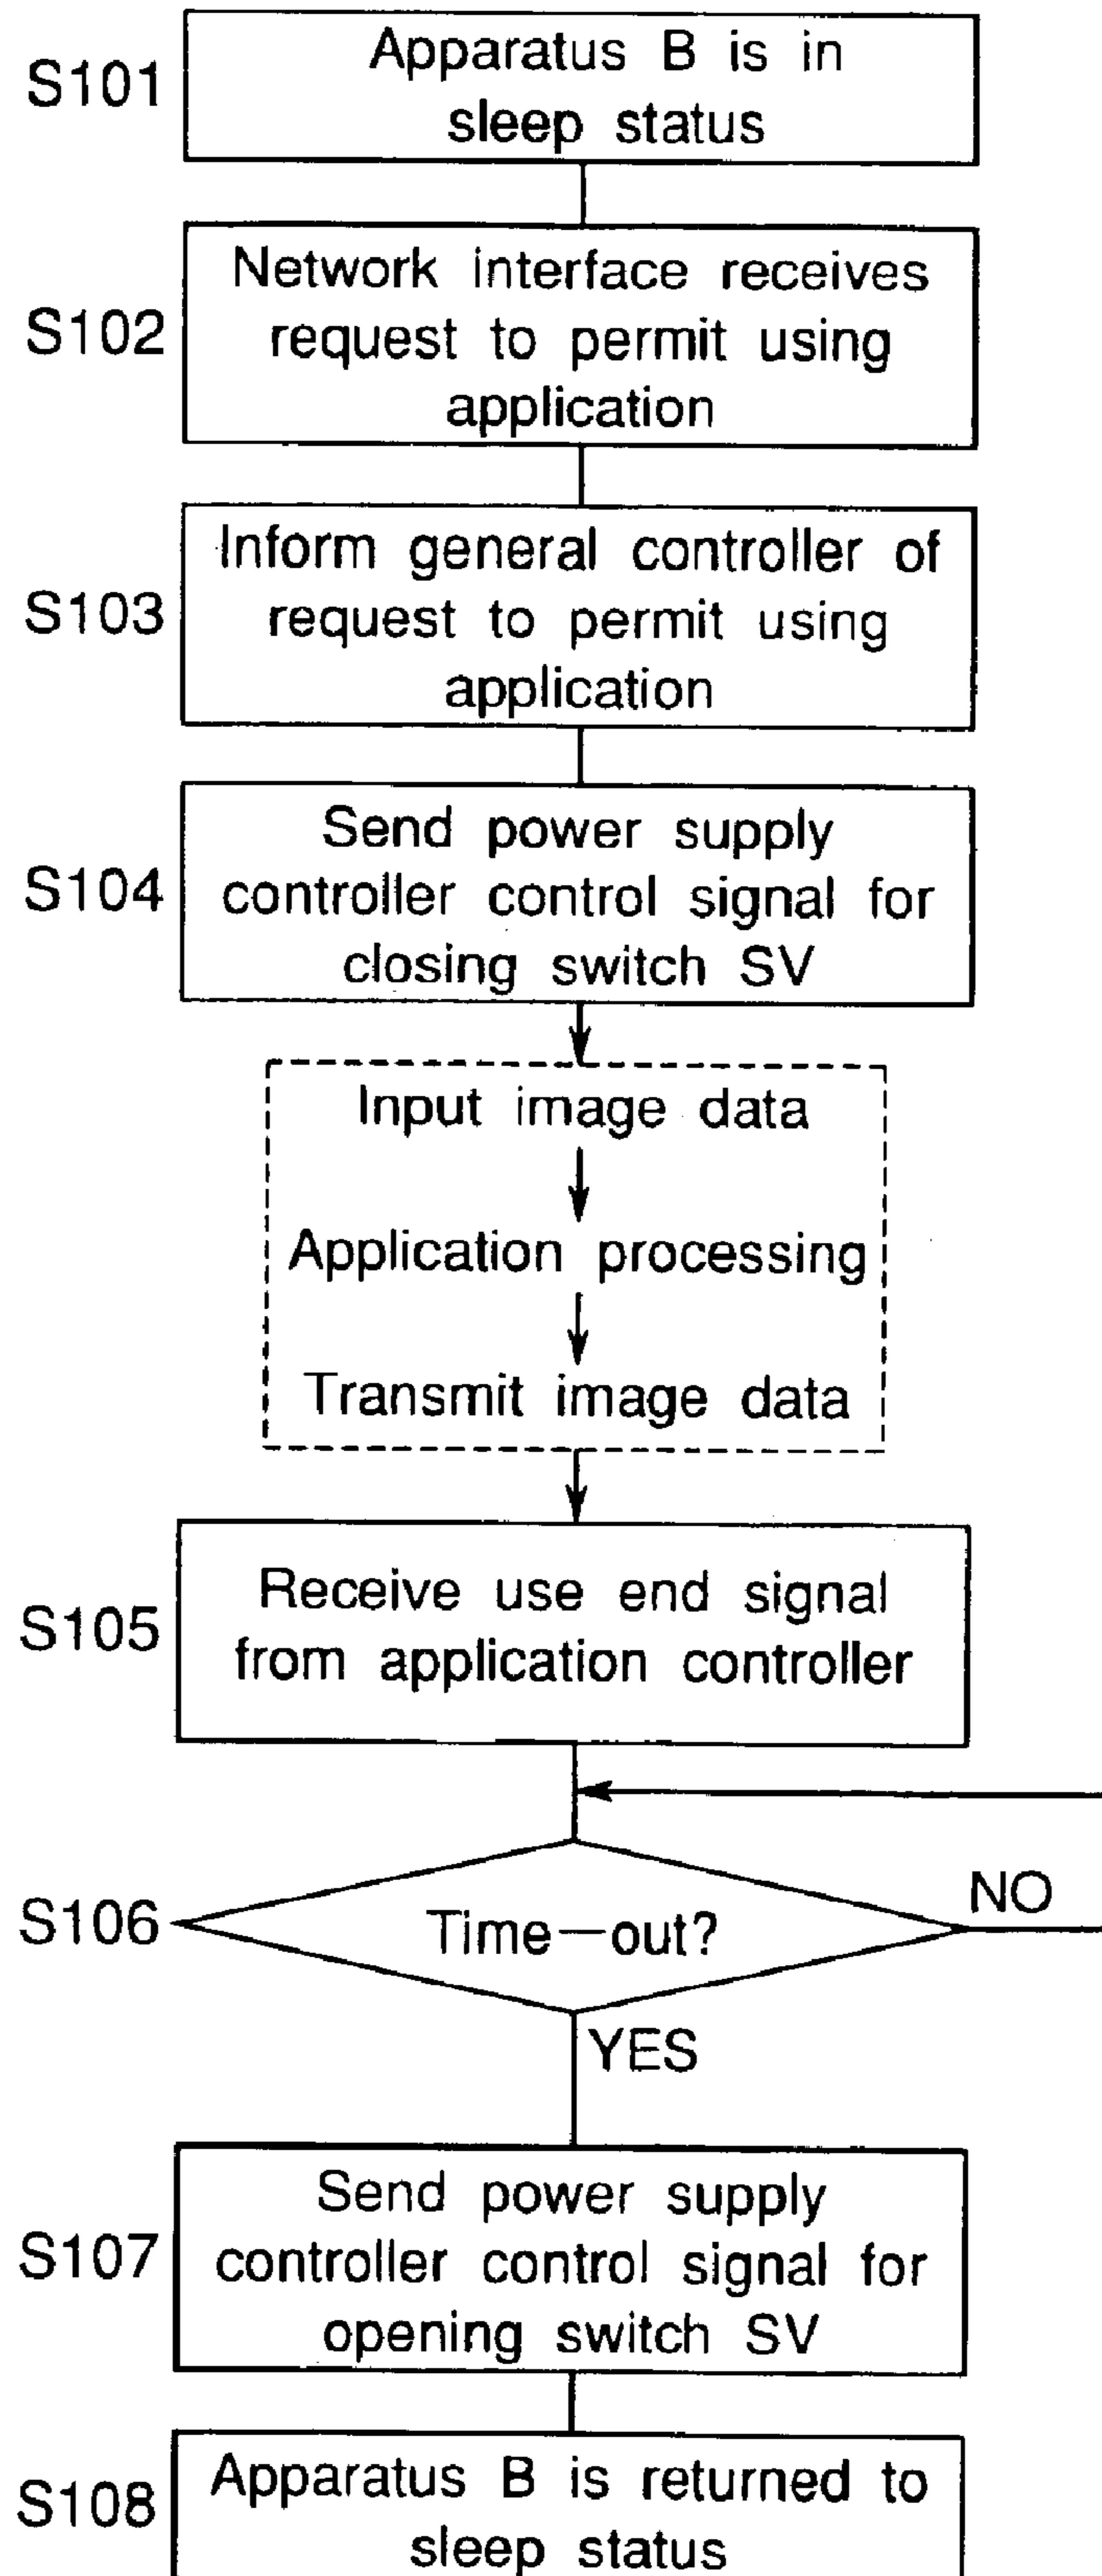 S101
Apparatus B is in
sleep status
S102
Network interface receives
request to permit using
application
S103
Inform general controller of
request to permit using
application
S104
Send power supply
controller control signal for
closing switch SV
Input image data
Application processing
Transmit image data
S105
Receive use end signal
from application controller
S106
Time—out?
NO
YES
S107
Send power supply
controller control signal for
opening switch SV
S108
Apparatus B is returned to
sleep status